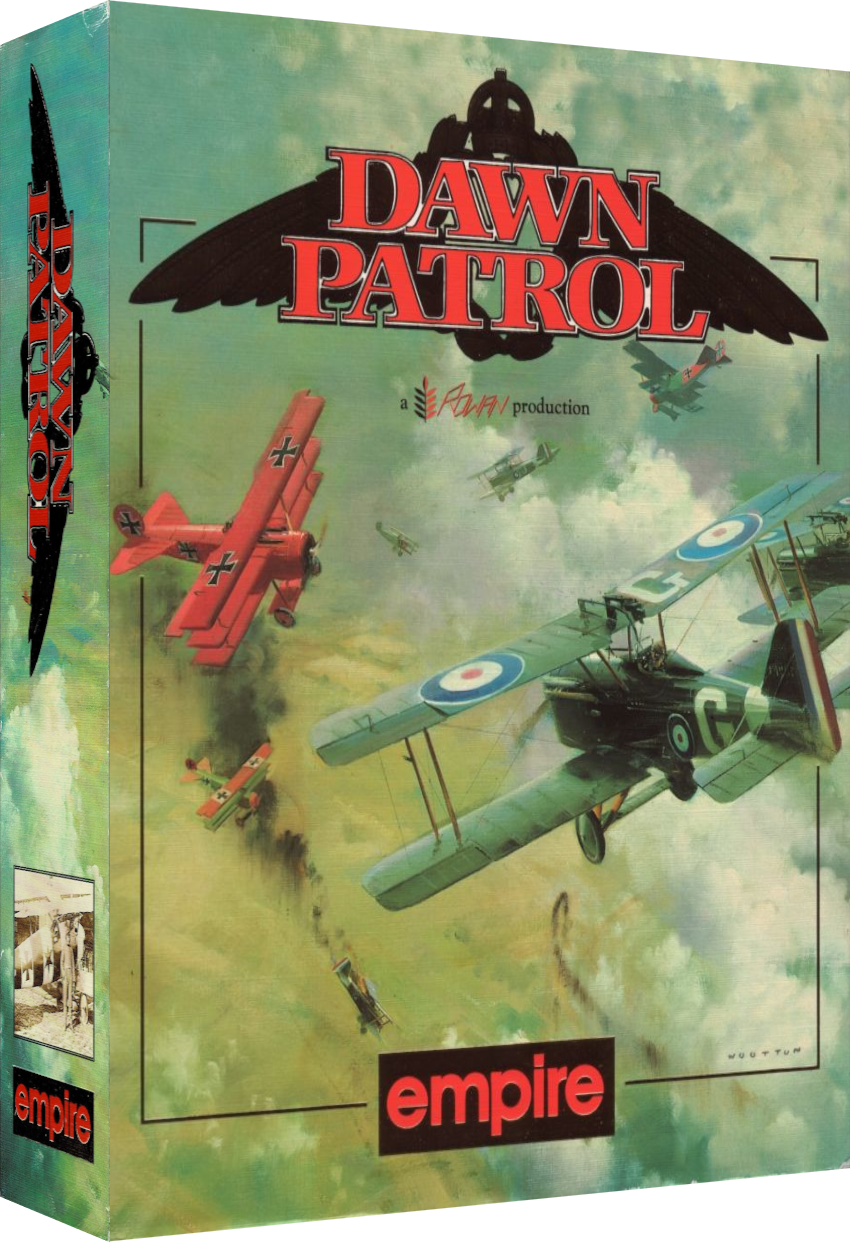 DAWN
PATROL
a ROWAN production
G
G
WOOTTON
empire
DAWN
PATROL
empire